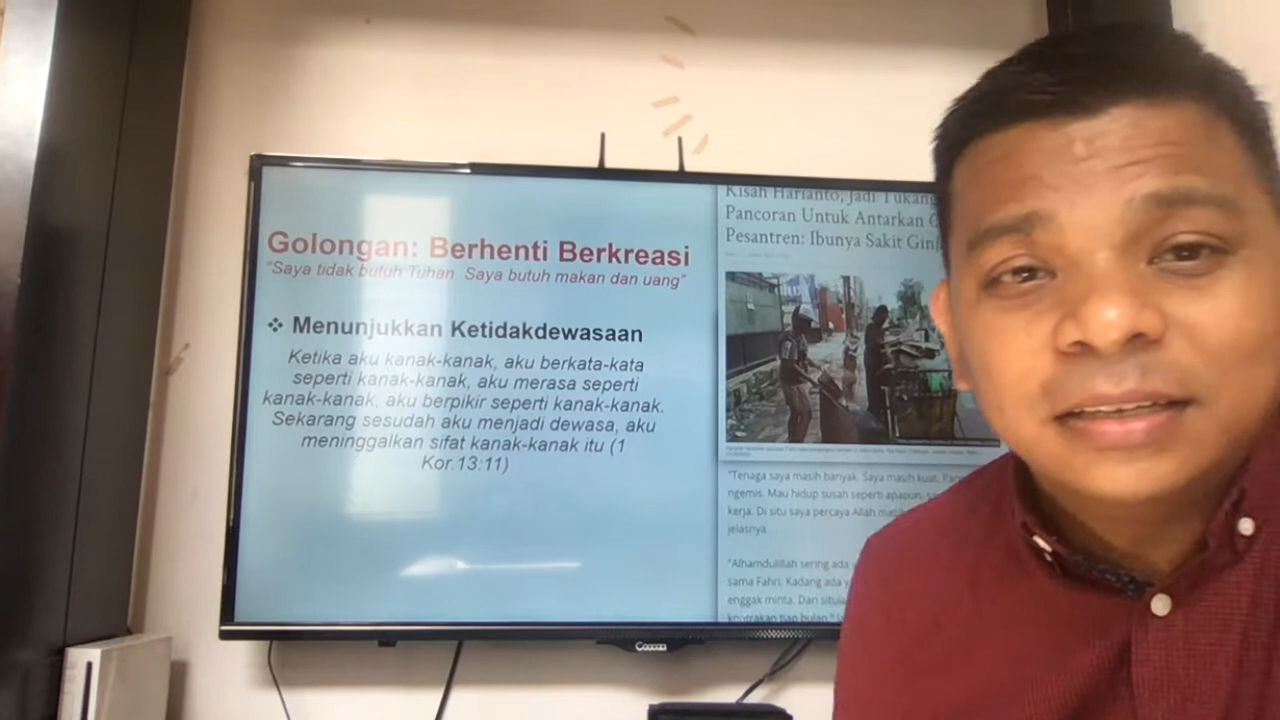 Golongan: Berhenti Berkreasi
"Saya tidak butuh Tuhan Saya butuh makan dan uang"
❖ Menunjukkan Ketidakdewasaan
Ketika aku kanak-kanak, aku berkata-kata
seperti kanak-kanak, aku merasa seperti
kanak-kanak, aku berpikir seperti kanak-kanak.
Sekarang sesudah aku menjadi dewasa, aku
meninggalkan sifat kanak-kanak itu (1
Kor.13:11)
Kisah Harianto, Jadi Tukang
Pancoran Untuk Antarkan
Pesantren: Ibunya Sakit
"Tenaga saya masih banyak. Saya masih kuat.
ngemis. Mau hidup susah seperti apapun,
kerja. Di situ saya percaya Allah
jelasnya.
"Alhamdulillah sering ada
sama Fahri. Kadang ada
enggak minta. Dari
kontrakan tiap bulan,"